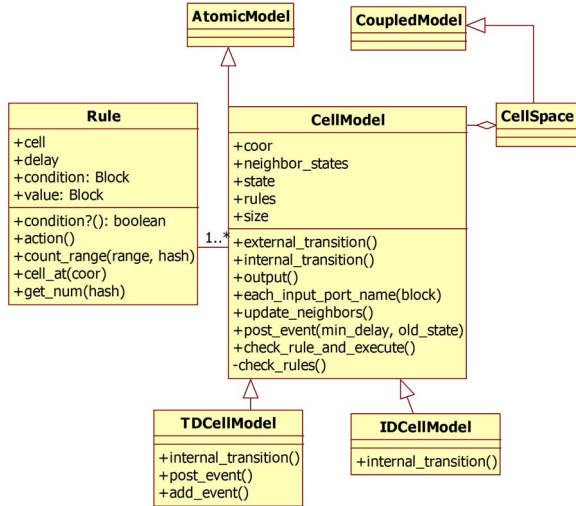 AtomicModel
CoupledModel
Rule
+cell
+delay
+condition: Block
+value: Block
+condition?(): boolean
+action()
+count_range(range, hash)
+cell_at(coor)
+get_num(hash)
1..*
CellModel
+coor
+neighbor_states
+state
+rules
+size
+external_transition()
+internal_transition()
+output()
+each_input_port_name(block)
+update_neighbors()
+post_event(min_delay, old_state)
+check_rule_and_execute()
-check_rules()
CellSpace
TDCellModel
+internal_transition()
+post_event()
+add_event()
IDCellModel
+internal_transition()